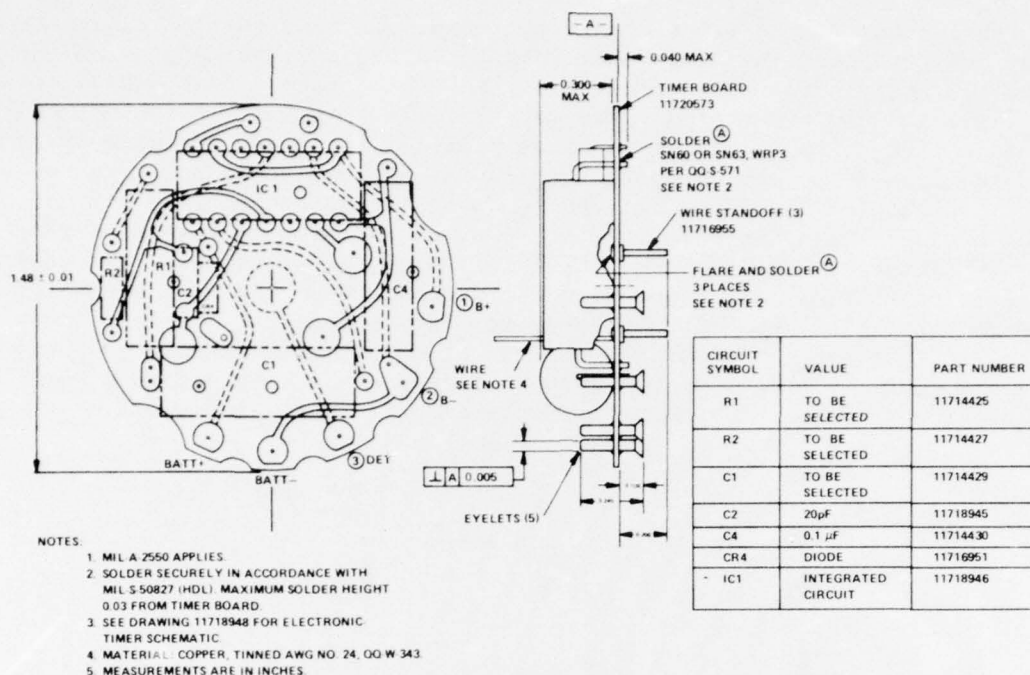 – A –
0.040 MAX
0.300
MAX
TIMER BOARD
11720573
SOLDER Ⓐ
SN60 OR SN63, WRP3
PER QQ S-571
SEE NOTE 2
WIRE STANDOFF (3)
11716955
FLARE AND SOLDER Ⓐ
3 PLACES
SEE NOTE 2
1.48 ± 0.01
IC 1
R2
R1
C2
C4
C1
① B+
② B–
③ DET
BATT+
BATT–
WIRE
SEE NOTE 4
⊥ A 0.005
EYELETS (5)
CIRCUIT SYMBOL VALUE PART NUMBER
R1 TO BE SELECTED 11714425
R2 TO BE SELECTED 11714427
C1 TO BE SELECTED 11714429
C2 20pF 11718945
C4 0.1 µF 11714430
CR4 DIODE 11716951
IC1 INTEGRATED CIRCUIT 11718946
NOTES:
1. MIL A 2550 APPLIES.
2. SOLDER SECURELY IN ACCORDANCE WITH
MIL S 50827 (HDL). MAXIMUM SOLDER HEIGHT
0.03 FROM TIMER BOARD.
3. SEE DRAWING 11718948 FOR ELECTRONIC
TIMER SCHEMATIC
4. MATERIAL: COPPER, TINNED AWG NO. 24, QQ W 343.
5. MEASUREMENTS ARE IN INCHES.